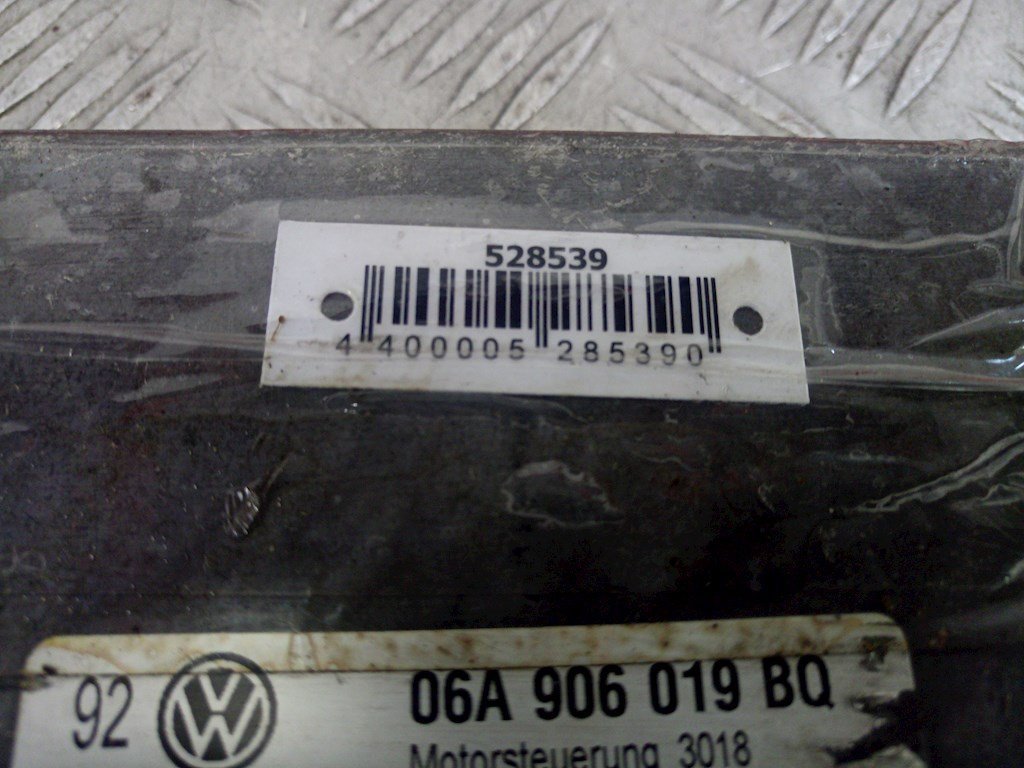 528539
4 400005 285390
92 06A 906 019 BQ
Motorsteuerung 3018